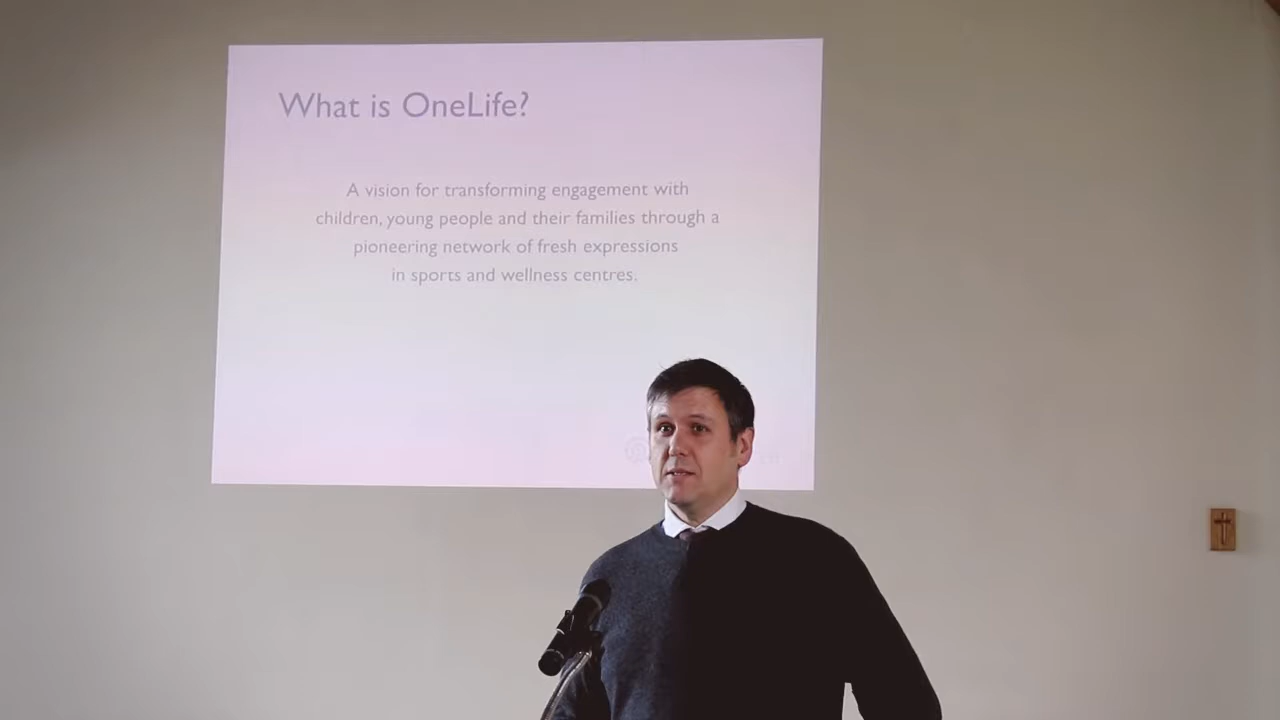 What is OneLife?
A vision for transforming engagement with
children, young people and their families through a
pioneering network of fresh expressions
in sports and wellness centres.